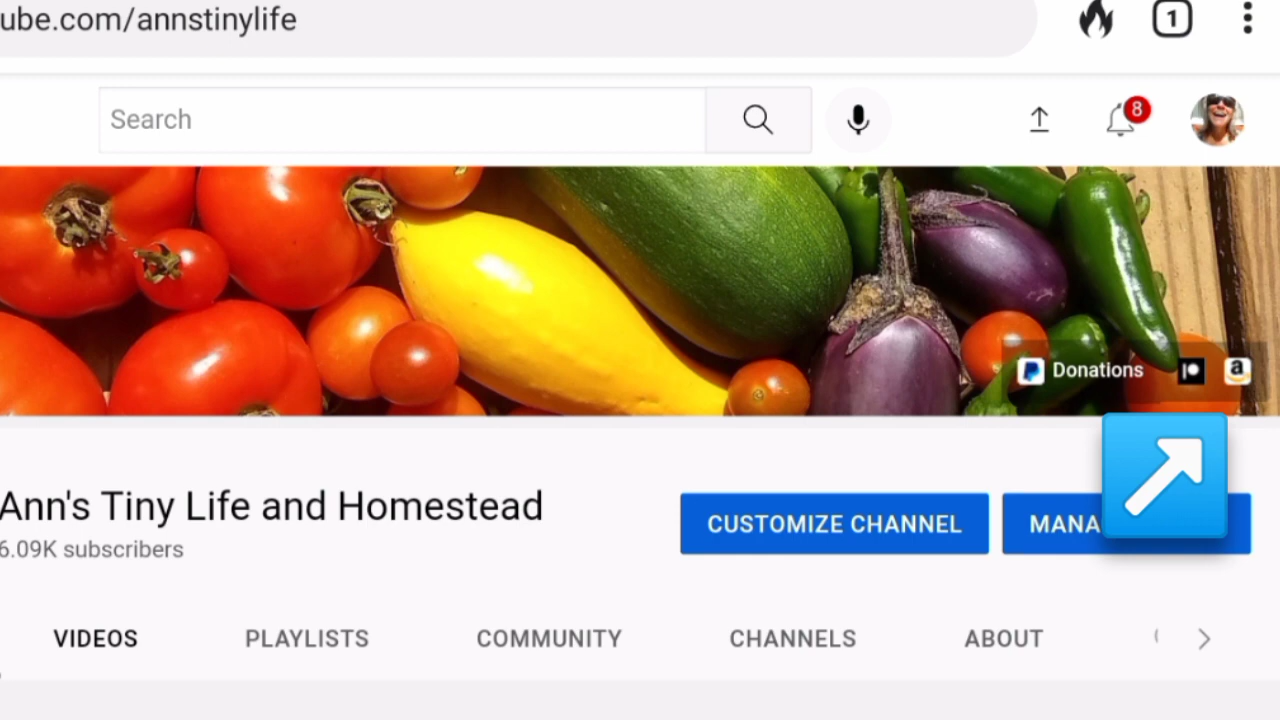 ube.com/annstinylife
1
Search
8
Donations
Ann's Tiny Life and Homestead
6.09K subscribers
CUSTOMIZE CHANNEL
MANA
VIDEOS
PLAYLISTS
COMMUNITY
CHANNELS
ABOUT